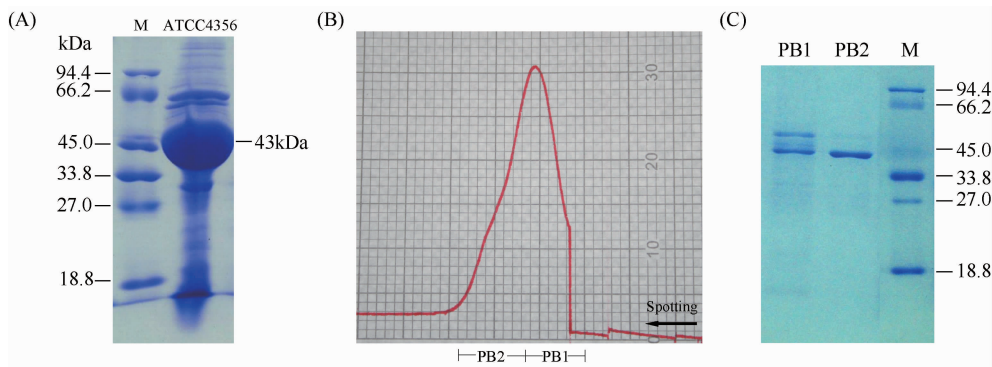 (A)
M ATCC4356
kDa
94.4
66.2
45.0
33.8
27.0
18.8
43kDa
(B)
30
20
10
0
Spotting
PB2 PB1
(C)
PB1 PB2 M
94.4
66.2
45.0
33.8
27.0
18.8